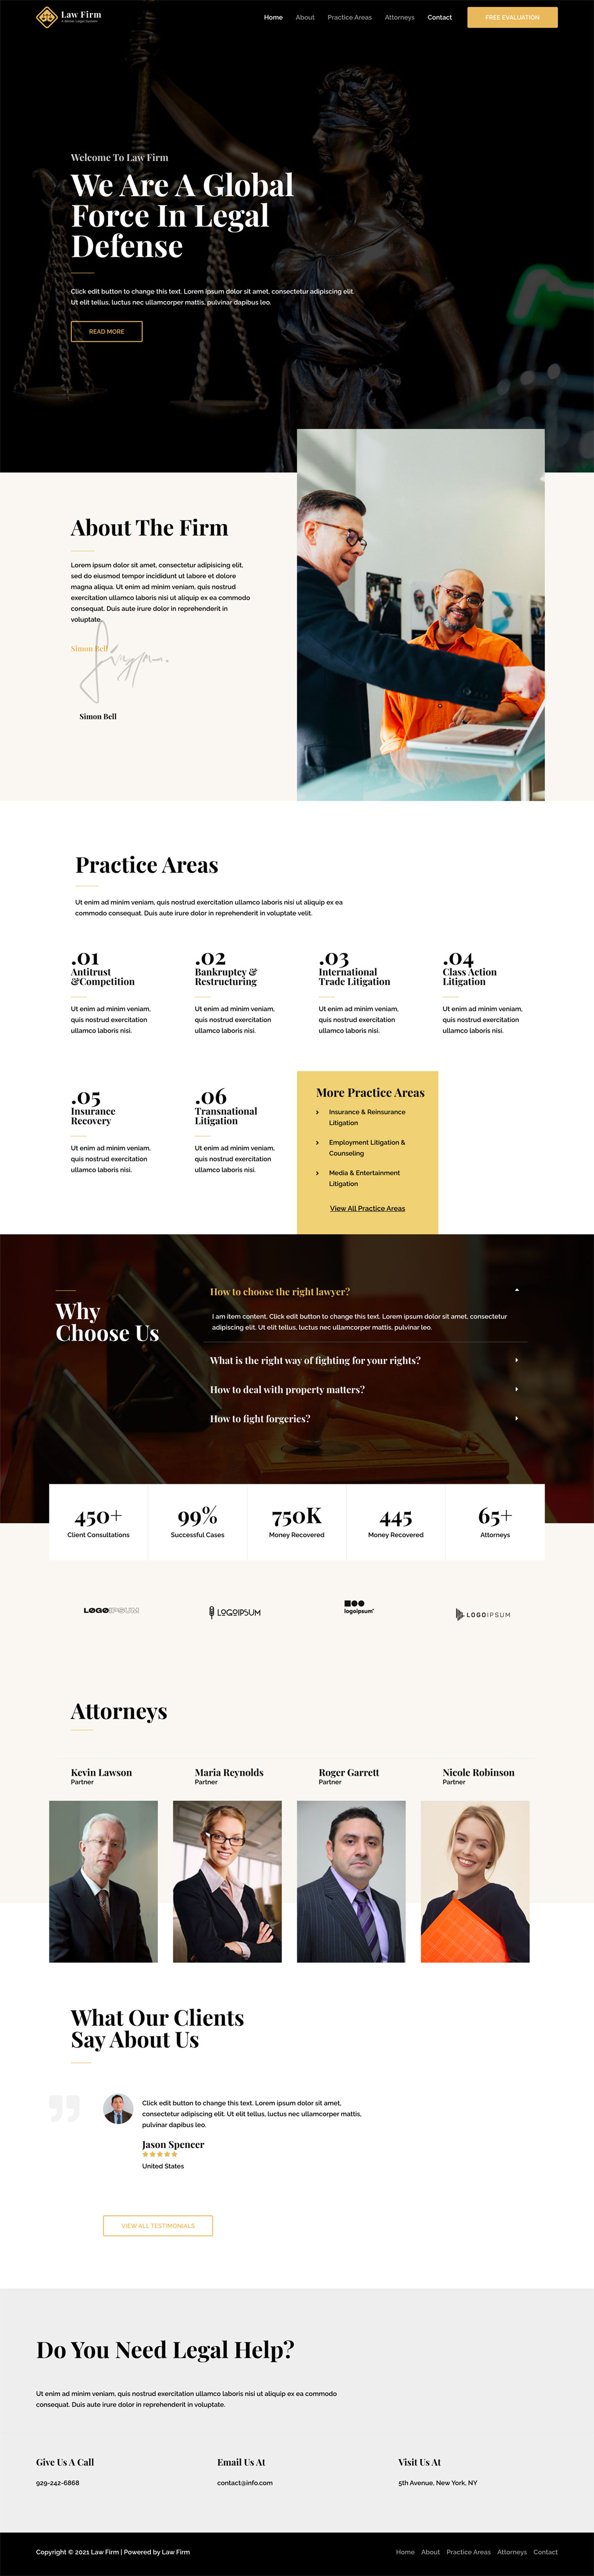 Law Firm
A Better Legal System
Home About Practice Areas Attorneys Contact FREE EVALUATION
Welcome To Law Firm
We Are A Global
Force In Legal
Defense
Click edit button to change this text. Lorem ipsum dolor sit amet, consectetur adipiscing elit.
Ut elit tellus, luctus nec ullamcorper mattis, pulvinar dapibus leo.
READ MORE
About The Firm
Lorem ipsum dolor sit amet, consectetur adipisicing elit,
sed do eiusmod tempor incididunt ut labore et dolore
magna aliqua. Ut enim ad minim veniam, quis nostrud
exercitation ullamco laboris nisi ut aliquip ex ea commodo
consequat. Duis aute irure dolor in reprehenderit in
voluptate.
Simon Bell
Simon Bell
Practice Areas
Ut enim ad minim veniam, quis nostrud exercitation ullamco laboris nisi ut aliquip ex ea
commodo consequat. Duis aute irure dolor in reprehenderit in voluptate velit.
.01
Antitrust
&Competition
Ut enim ad minim veniam,
quis nostrud exercitation
ullamco laboris nisi.
.02
Bankruptcy &
Restructuring
Ut enim ad minim veniam,
quis nostrud exercitation
ullamco laboris nisi.
.03
International
Trade Litigation
Ut enim ad minim veniam,
quis nostrud exercitation
ullamco laboris nisi.
.04
Class Action
Litigation
Ut enim ad minim veniam,
quis nostrud exercitation
ullamco laboris nisi.
.05
Insurance
Recovery
Ut enim ad minim veniam,
quis nostrud exercitation
ullamco laboris nisi.
.06
Transnational
Litigation
Ut enim ad minim veniam,
quis nostrud exercitation
ullamco laboris nisi.
More Practice Areas
Insurance & Reinsurance
Litigation
Employment Litigation &
Counseling
Media & Entertainment
Litigation
View All Practice Areas
Why
Choose Us
How to choose the right lawyer?
I am item content. Click edit button to change this text. Lorem ipsum dolor sit amet, consectetur
adipiscing elit. Ut elit tellus, luctus nec ullamcorper mattis, pulvinar leo.
What is the right way of fighting for your rights?
How to deal with property matters?
How to fight forgeries?
450+
Client Consultations
99%
Successful Cases
750K
Money Recovered
445
Money Recovered
65+
Attorneys
LOGO
LOGOIPSUM
logoipsum
LOGOIPSUM
Attorneys
Kevin Lawson
Partner
Maria Reynolds
Partner
Roger Garrett
Partner
Nicole Robinson
Partner
What Our Clients
Say About Us
Click edit button to change this text. Lorem ipsum dolor sit amet,
consectetur adipiscing elit. Ut elit tellus, luctus nec ullamcorper mattis,
pulvinar dapibus leo.
Jason Spencer
United States
VIEW ALL TESTIMONIALS
Do You Need Legal Help?
Ut enim ad minim veniam, quis nostrud exercitation ullamco laboris nisi ut aliquip ex ea commodo
consequat. Duis aute irure dolor in reprehenderit in voluptate.
Give Us A Call
929-242-6868
Email Us At
contact@info.com
Visit Us At
5th Avenue, New York, NY
Copyright © 2021 Law Firm | Powered by Law Firm
Home About Practice Areas Attorneys Contact